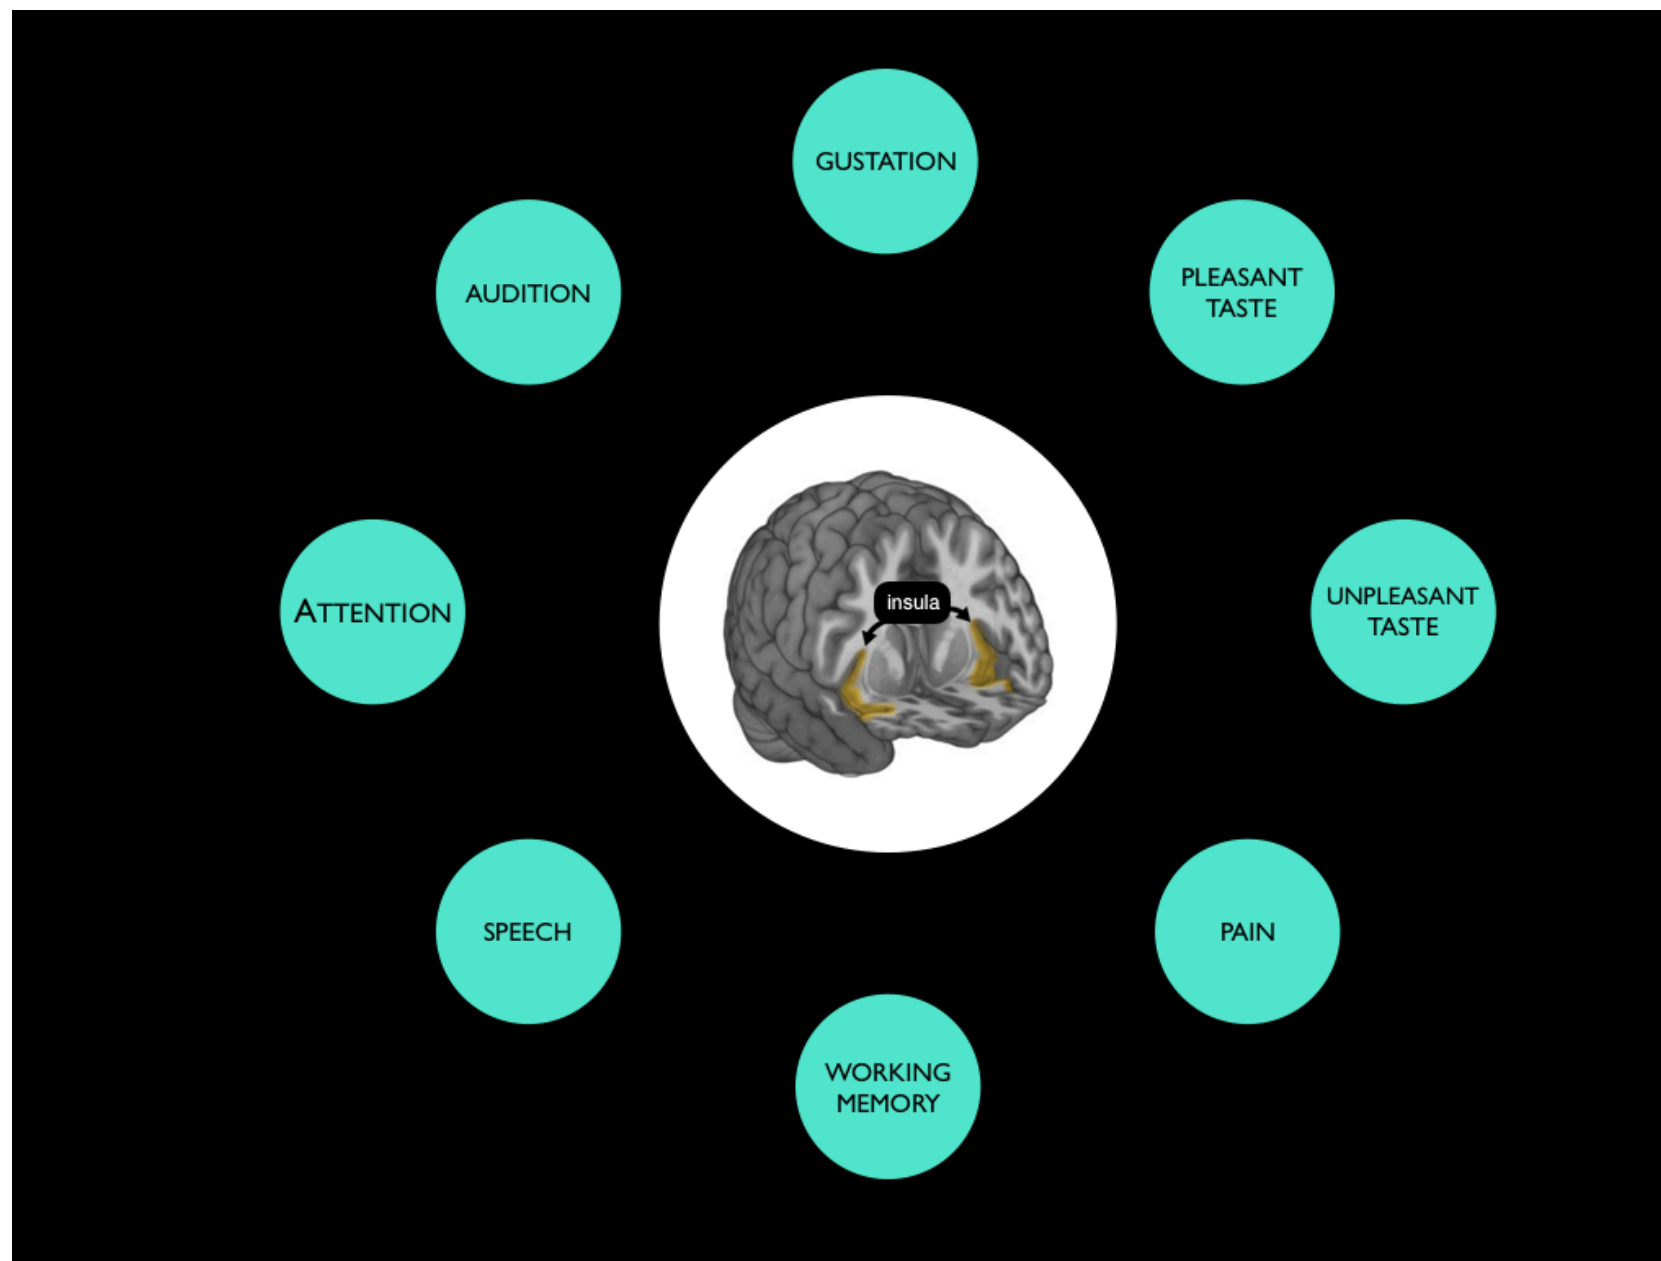 GUSTATION
AUDITION
PLEASANT
TASTE
ATTENTION
insula
UNPLEASANT
TASTE
SPEECH
PAIN
WORKING
MEMORY